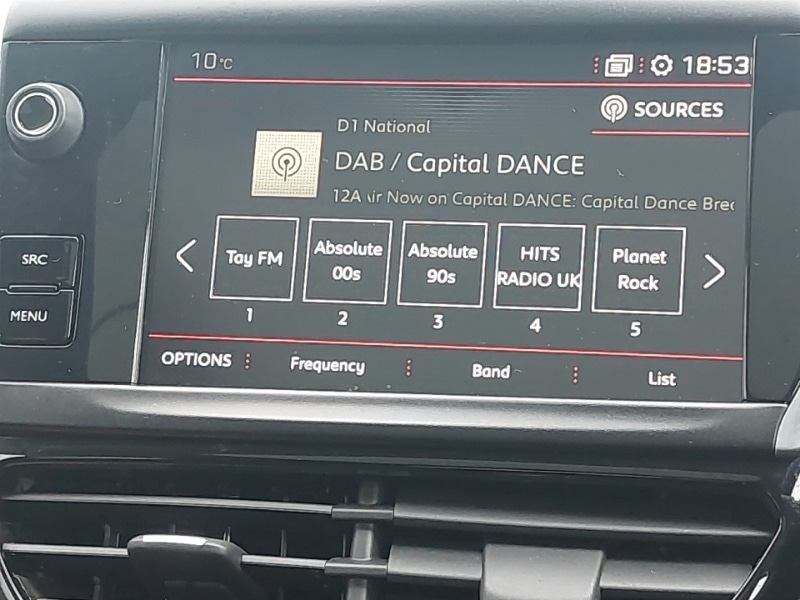 10°C 18:53
SOURCES
D1 National
DAB / Capital DANCE
12A Now on Capital DANCE: Capital Dance
SRC
MENU
Tay FM
Absolute
00s
Absolute
90s
HITS
RADIO UK
Planet
Rock
1 2 3 4 5
OPTIONS Frequency Band List